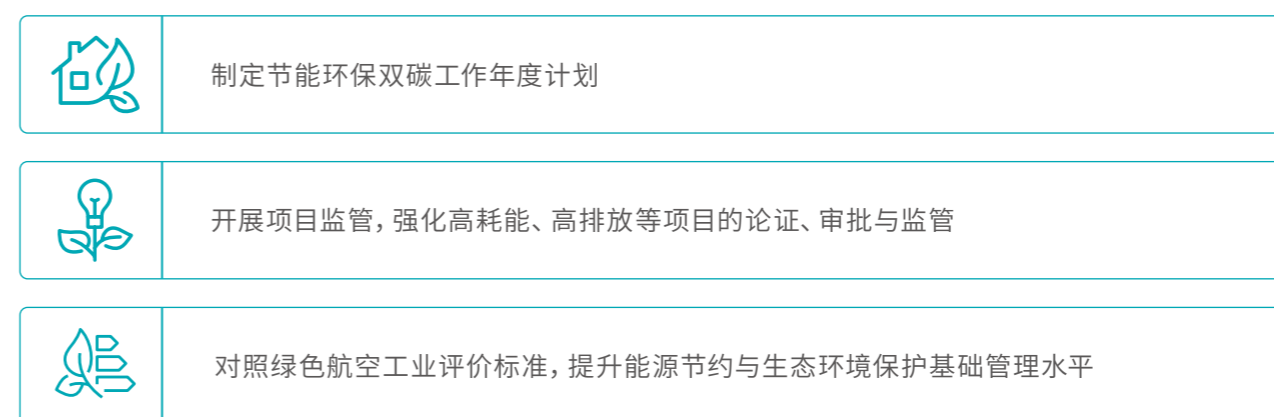 制定节能环保双碳工作年度计划
开展项目监管，强化高耗能、高排放等项目的论证、审批与监管
对照绿色航空工业评价标准，提升能源节约与生态环境保护基础管理水平